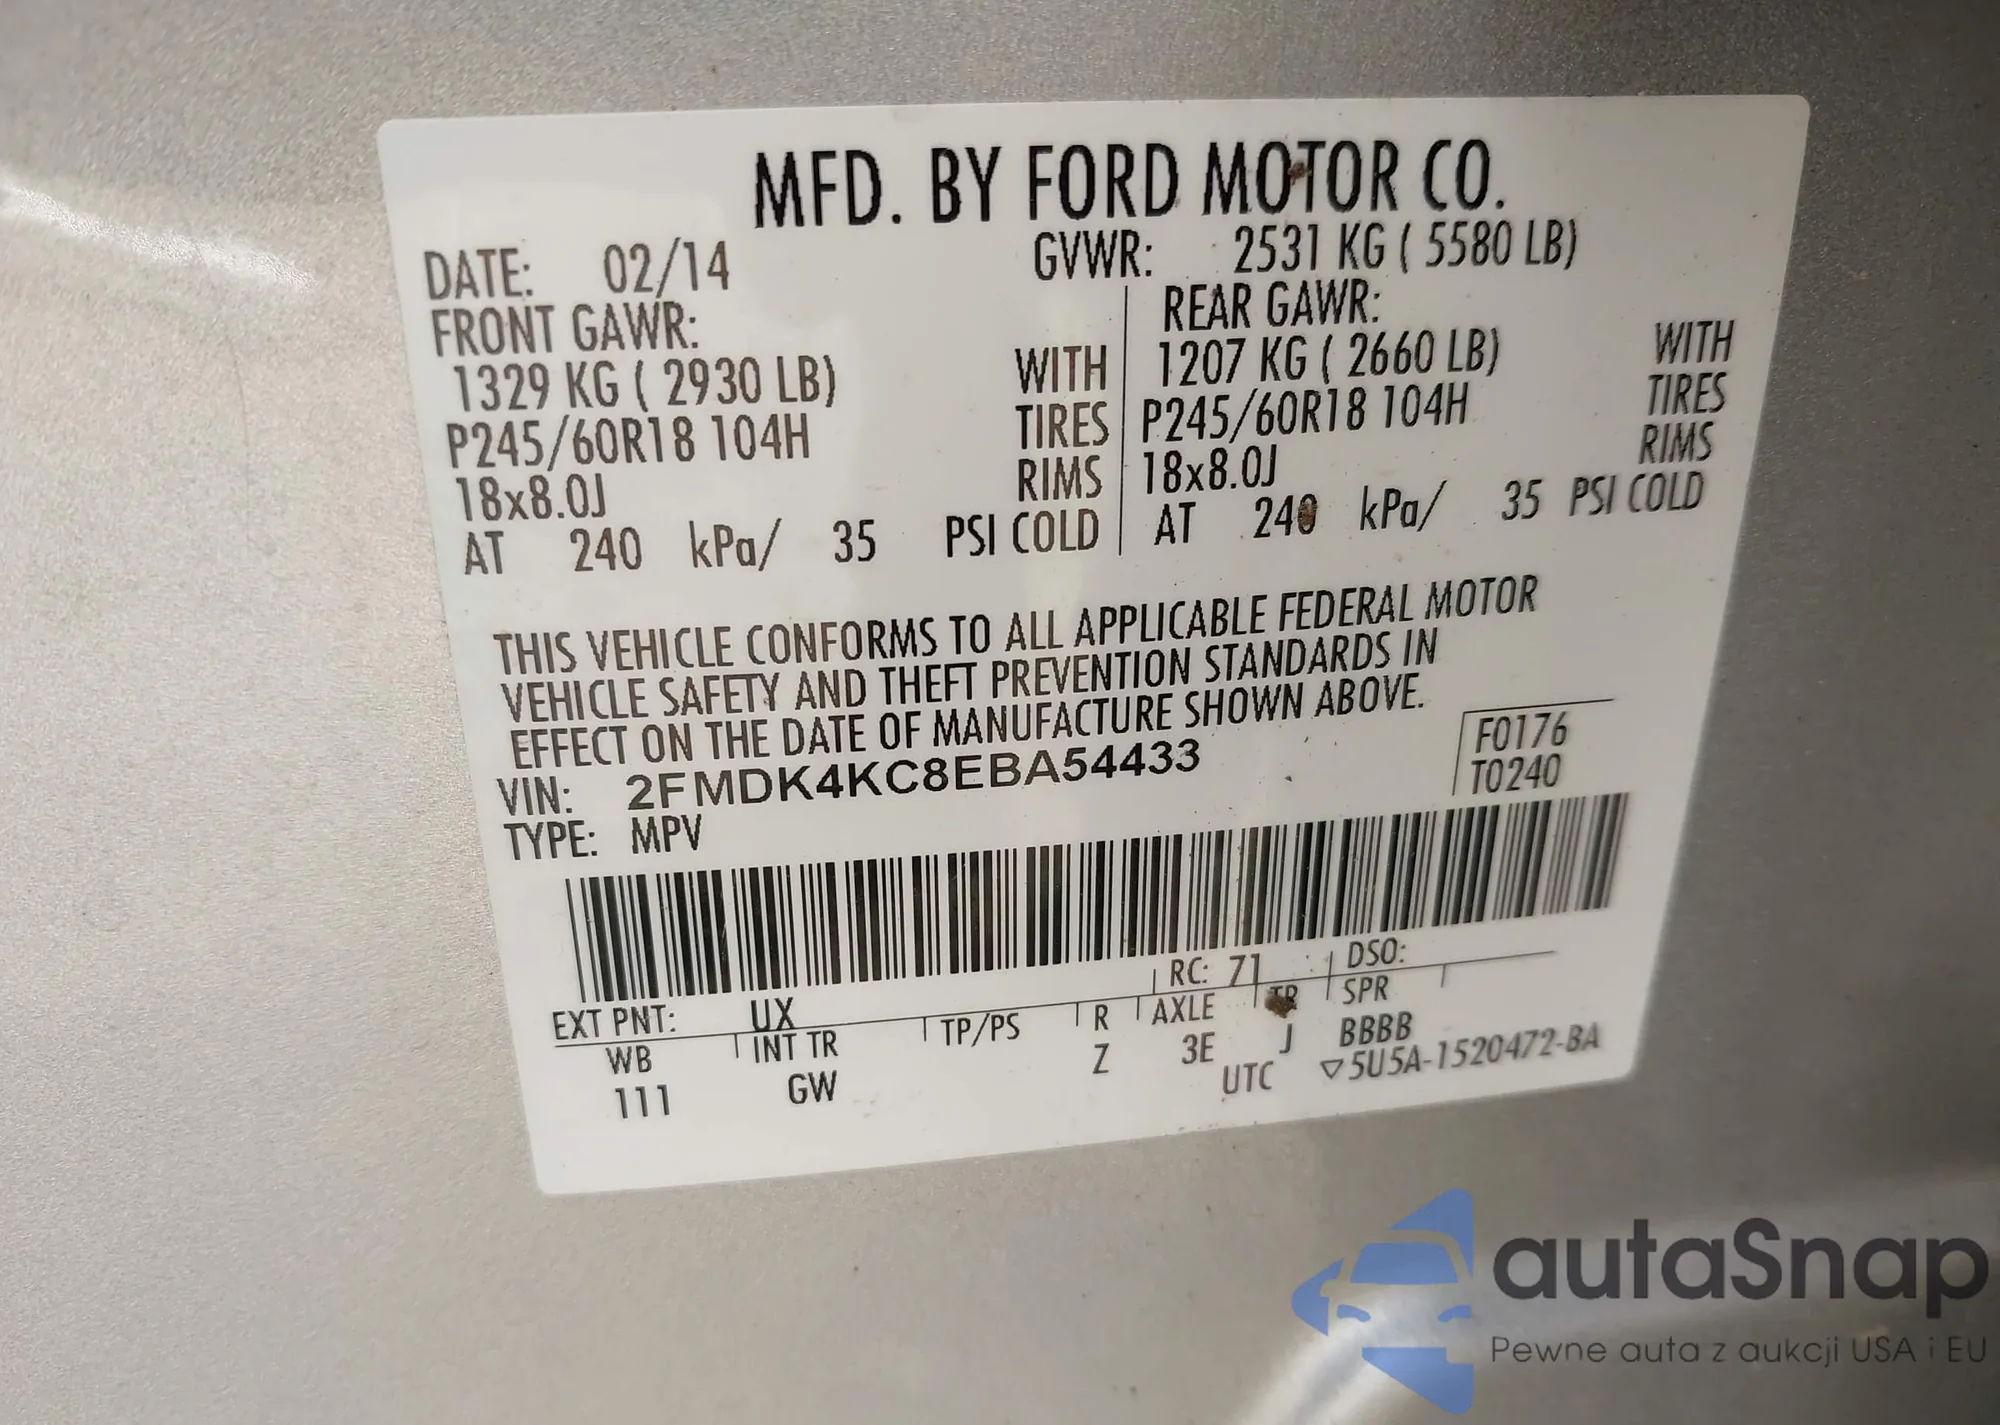 MFD. BY FORD MOTOR CO.
DATE: 02/14 GVWR: 2531 KG ( 5580 LB)
FRONT GAWR: REAR GAWR:
1329 KG ( 2930 LB) WITH 1207 KG ( 2660 LB) WITH
P245/60R18 104H TIRES P245/60R18 104H TIRES
18x8.0J RIMS 18x8.0J RIMS
AT 240 kPa/ 35 PSI COLD AT 240 kPa/ 35 PSI COLD
THIS VEHICLE CONFORMS TO ALL APPLICABLE FEDERAL MOTOR
VEHICLE SAFETY AND THEFT PREVENTION STANDARDS IN
EFFECT ON THE DATE OF MANUFACTURE SHOWN ABOVE.
F0176
VIN: 2FMDK4KC8EBA54433
T0240
TYPE: MPV
RC: 71 DSO:
EXT PNT: UX
WB INT TR TP/PS R AXLE TR SPR
111 GW Z 3E J BBBB
UTC ▽5U5A-1520472-BA
autaSnap
Pewne auta z aukcji USA i EU